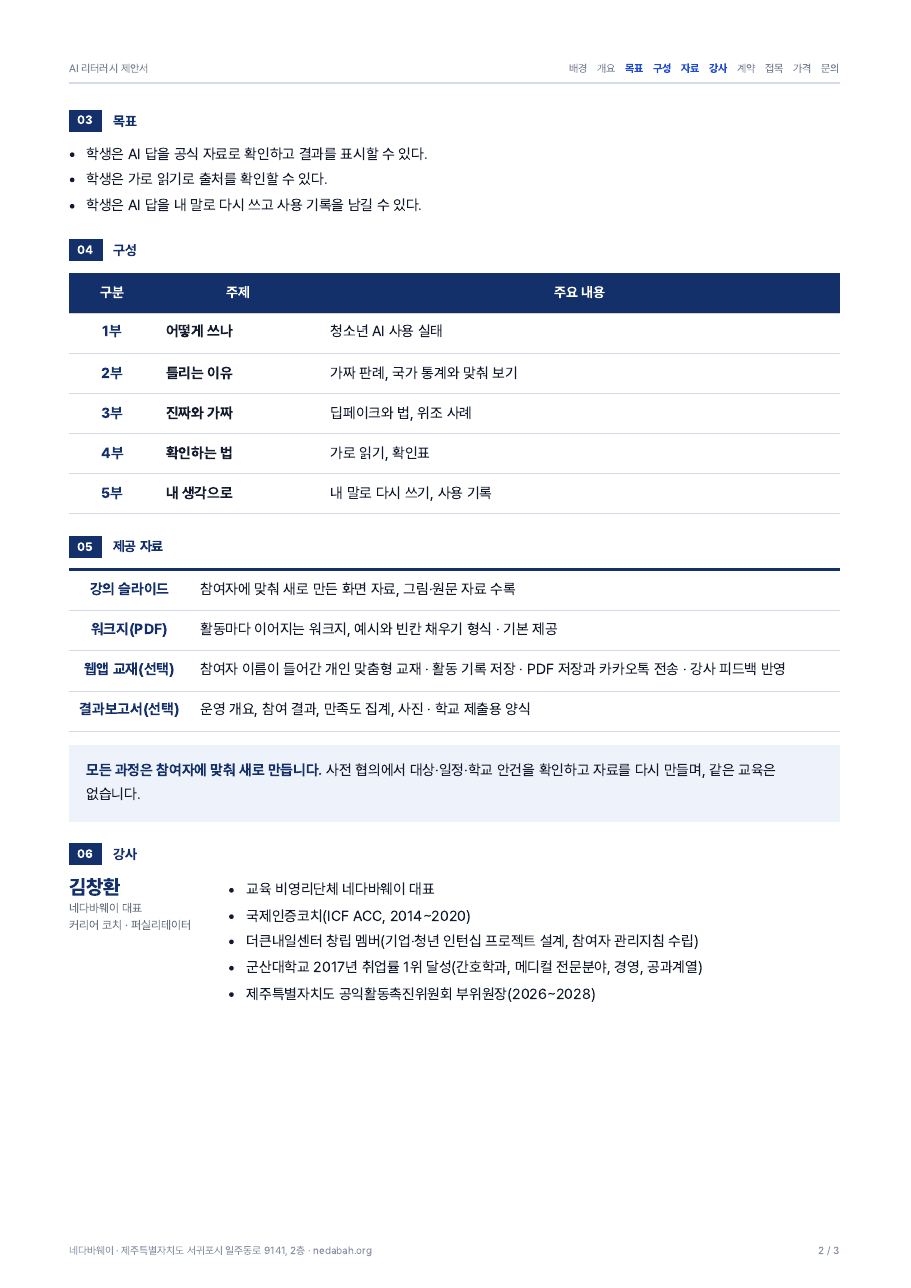 AI 리터러시 제안서
배경 개요 목표 구성 자료 강사 계약 접목 가격 문의
03 목표
• 학생은 AI 답을 공식 자료로 확인하고 결과를 표시할 수 있다.
• 학생은 가로 읽기로 출처를 확인할 수 있다.
• 학생은 AI 답을 내 말로 다시 쓰고 사용 기록을 남길 수 있다.
04 구성
구분 주제 주요 내용
1부 어떻게 쓰나 청소년 AI 사용 실태
2부 틀리는 이유 가짜 판례, 국가 통계와 맞춰 보기
3부 진짜와 가짜 딥페이크와 법, 위조 사례
4부 확인하는 법 가로 읽기, 확인표
5부 내 생각으로 내 말로 다시 쓰기, 사용 기록
05 제공 자료
강의 슬라이드 참여자에 맞춰 새로 만든 화면 자료, 그림·원문 자료 수록
워크지(PDF) 활동마다 이어지는 워크지, 예시와 빈칸 채우기 형식 · 기본 제공
웹앱 교재(선택) 참여자 이름이 들어간 개인 맞춤형 교재 · 활동 기록 저장 · PDF 저장과 카카오톡 전송 · 강사 피드백 반영
결과보고서(선택) 운영 개요, 참여 결과, 만족도 집계, 사진 · 학교 제출용 양식
모든 과정은 참여자에 맞춰 새로 만듭니다. 사전 협의에서 대상·일정·학교 안건을 확인하고 자료를 다시 만들며, 같은 교육은
없습니다.
06 강사
김창환
네다바웨이 대표
커리어 코치 · 퍼실리테이터
• 교육 비영리단체 네다바웨이 대표
• 국제인증코치(ICF ACC, 2014~2020)
• 더큰내일센터 창립 멤버(기업·청년 인턴십 프로젝트 설계, 참여자 관리지침 수립)
• 군산대학교 2017년 취업률 1위 달성(간호학과, 메디컬 전문분야, 경영, 공과계열)
• 제주특별자치도 공익활동촉진위원회 부위원장(2026~2028)
네다바웨이 · 제주특별자치도 서귀포시 일주동로 9141, 2층 · nedabah.org
2 / 3